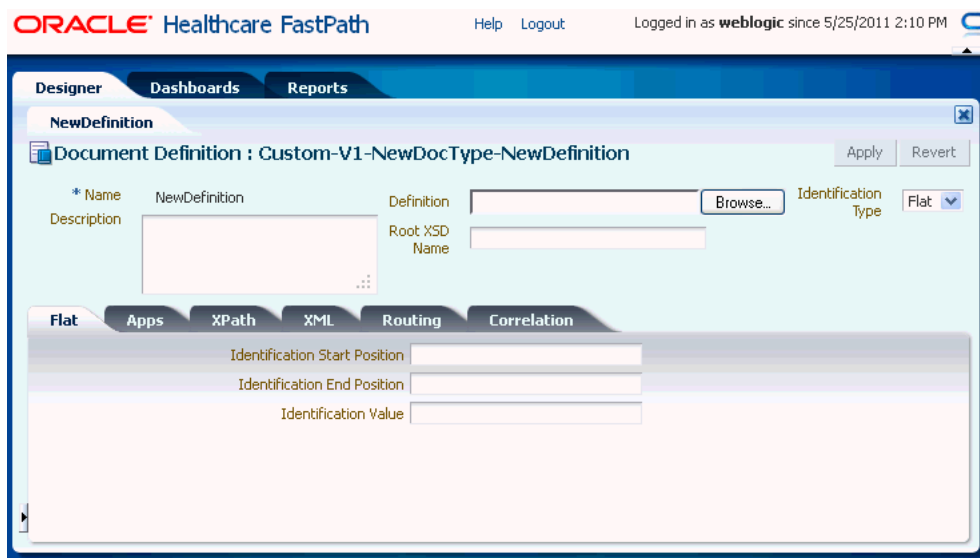 ORACLE Healthcare FastPath Help Logout Logged in as weblogic since 5/25/2011 2:10 PM
Designer Dashboards Reports
NewDefinition
Document Definition : Custom-V1-NewDocType-NewDefinition Apply Revert
* Name NewDefinition Definition Browse... Identification Type Flat
Description
Root XSD Name
Flat Apps XPath XML Routing Correlation
Identification Start Position
Identification End Position
Identification Value